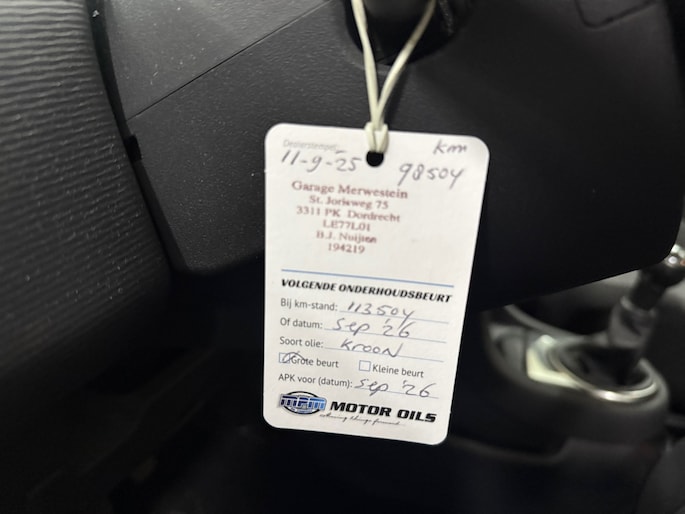 Dealerstempel:
11-9-25
km
98504
Garage Merwestein
St. Jorisweg 75
3311 PK Dordrecht
LE77L01
B.J. Nuijten
194219
VOLGENDE ONDERHOUDSBEURT
Bij km-stand: 113504
Of datum: Sep '26
Soort olie: KROON
Grote beurt Kleine beurt
APK voor (datum): Sep '26
MPM MOTOR OILS